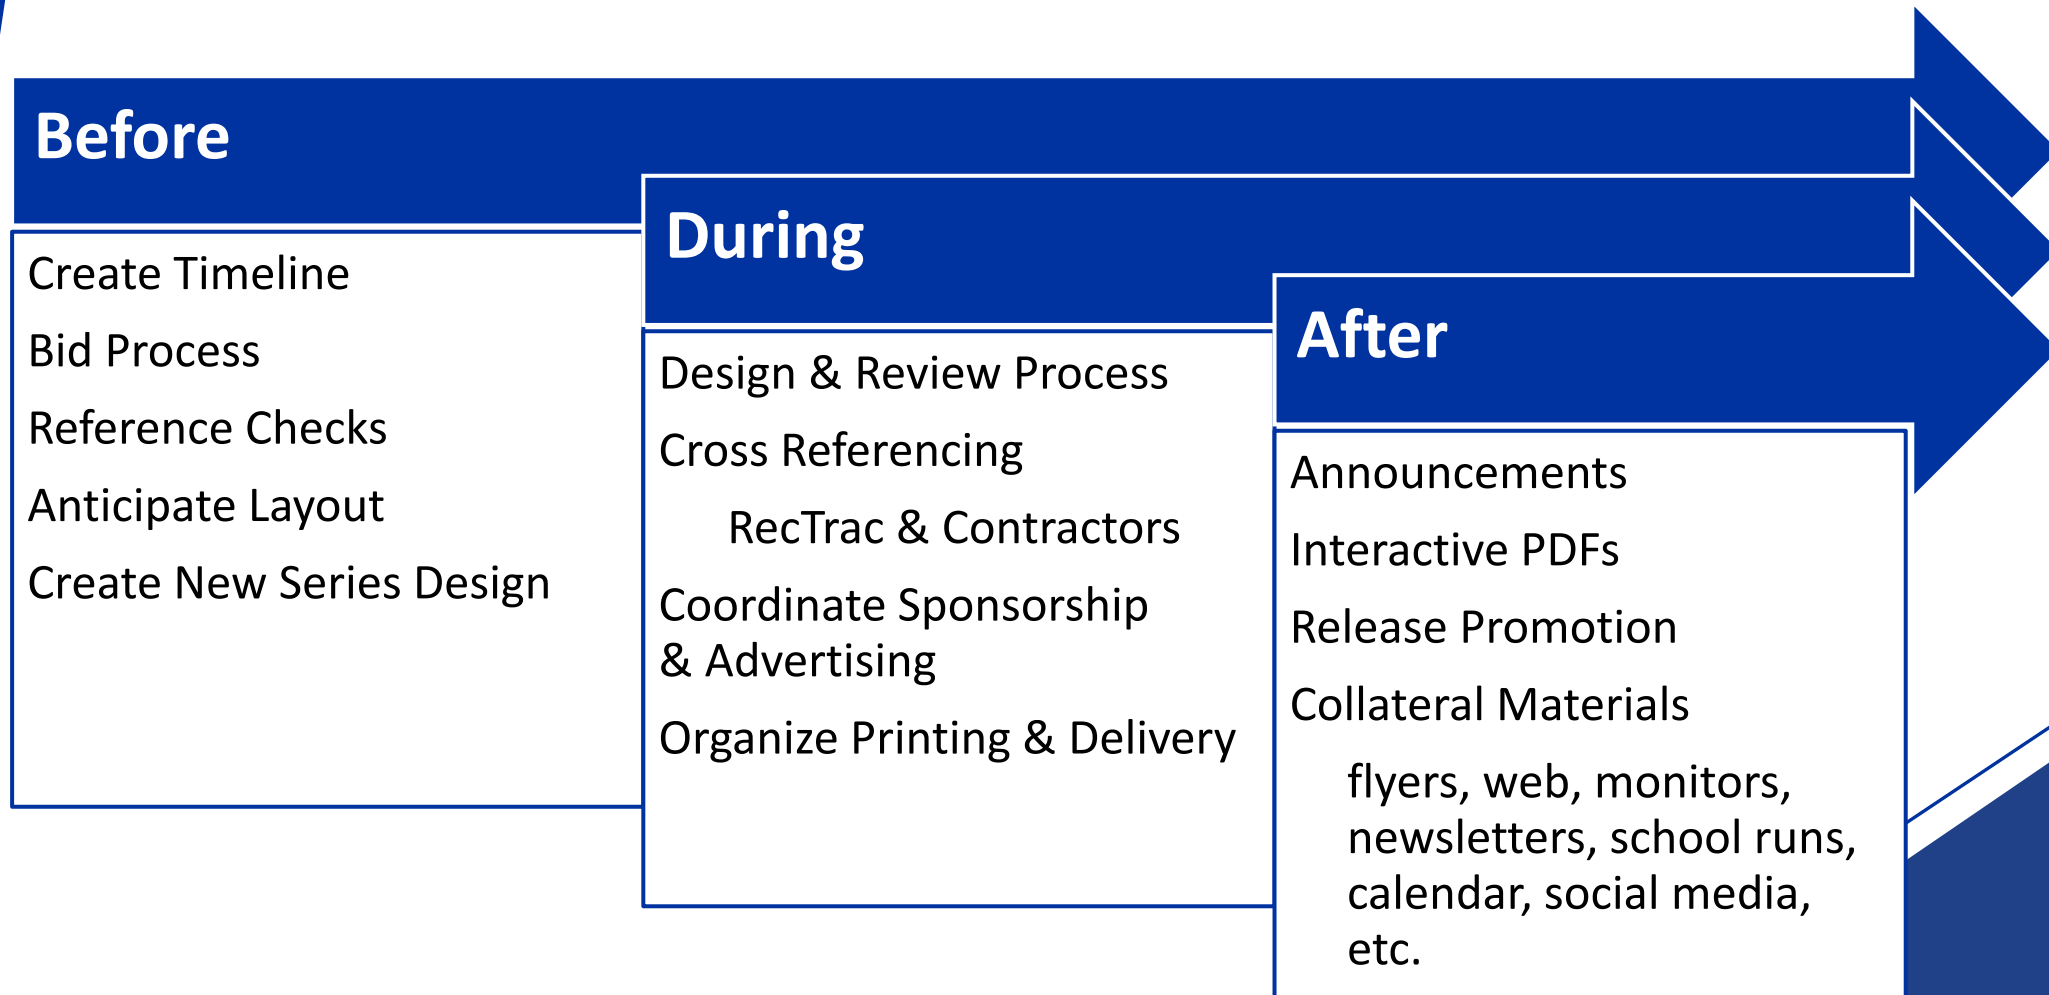 Before
Create Timeline
Bid Process
Reference Checks
Anticipate Layout
Create New Series Design
During
Design & Review Process
Cross Referencing
RecTrac & Contractors
Coordinate Sponsorship
& Advertising
Organize Printing & Delivery
After
Announcements
Interactive PDFs
Release Promotion
Collateral Materials
flyers, web, monitors,
newsletters, school runs,
calendar, social media,
etc.